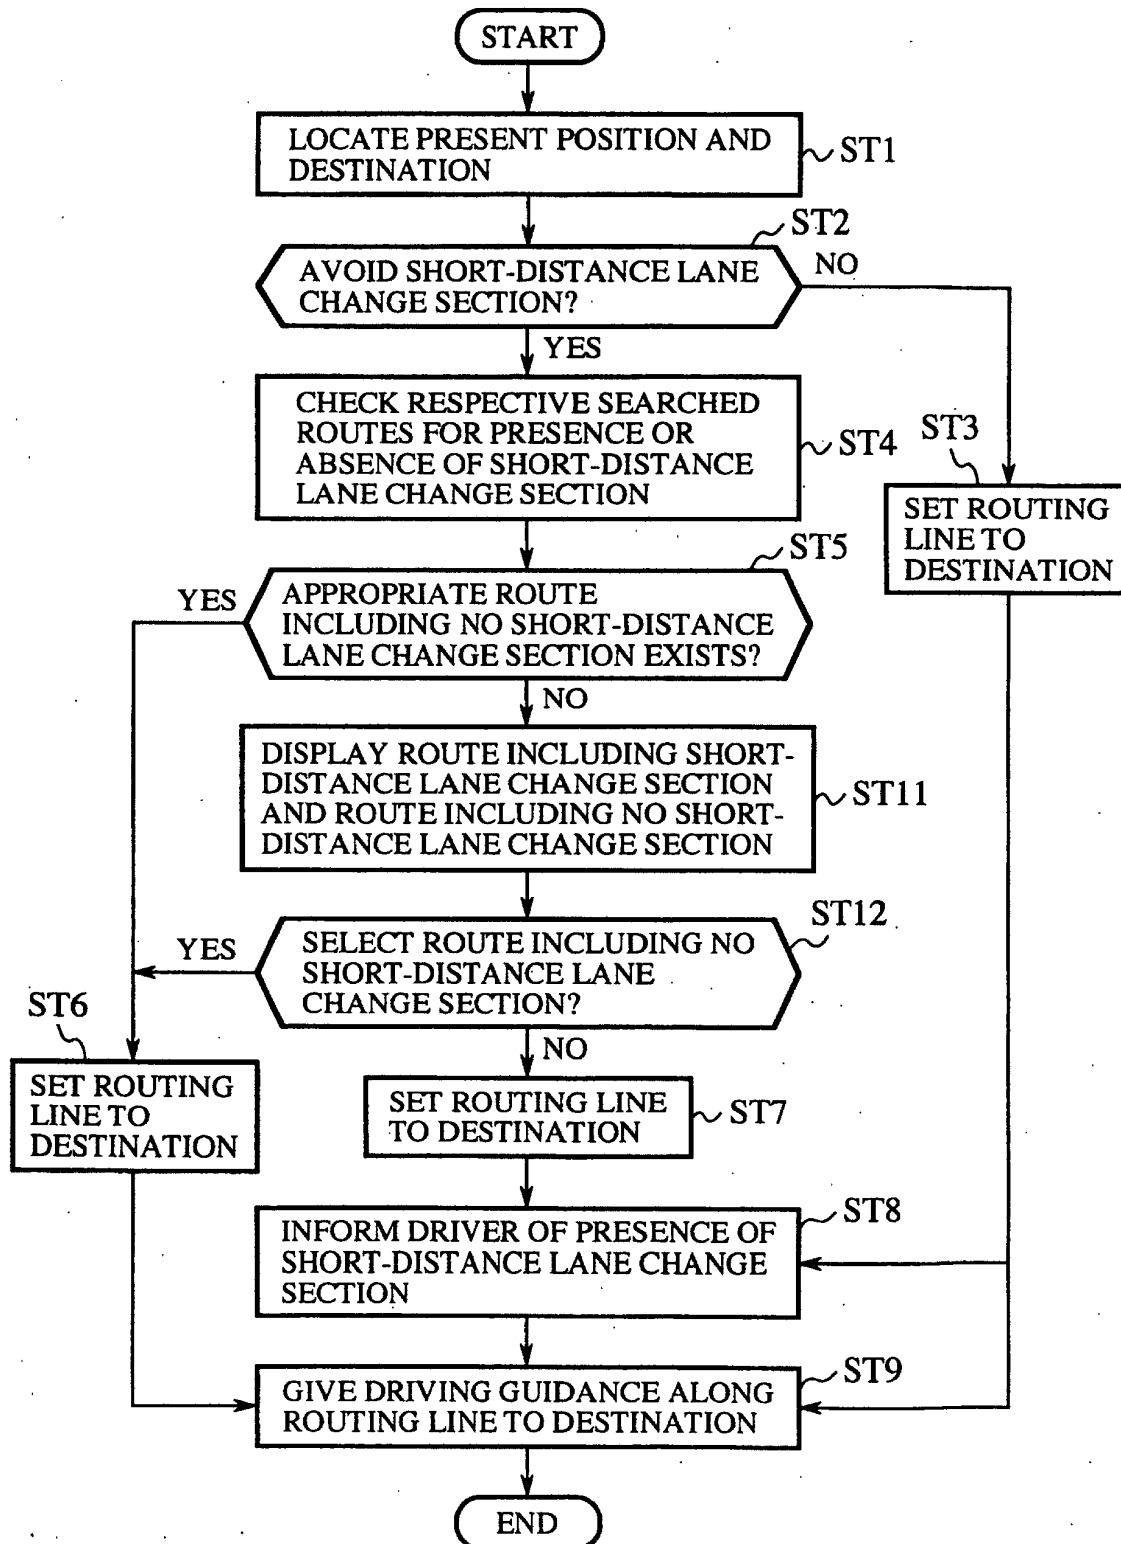 START
LOCATE PRESENT POSITION AND
DESTINATION
ST1
ST2
AVOID SHORT-DISTANCE LANE
CHANGE SECTION?
NO
YES
CHECK RESPECTIVE SEARCHED
ROUTES FOR PRESENCE OR
ABSENCE OF SHORT-DISTANCE
LANE CHANGE SECTION
ST4
ST3
SET ROUTING
LINE TO
DESTINATION
ST5
YES
APPROPRIATE ROUTE
INCLUDING NO SHORT-DISTANCE
LANE CHANGE SECTION EXISTS?
NO
DISPLAY ROUTE INCLUDING SHORT-
DISTANCE LANE CHANGE SECTION
AND ROUTE INCLUDING NO SHORT-
DISTANCE LANE CHANGE SECTION
ST11
ST12
YES
SELECT ROUTE INCLUDING NO
SHORT-DISTANCE LANE
CHANGE SECTION?
ST6
NO
SET ROUTING
LINE TO
DESTINATION
SET ROUTING LINE
TO DESTINATION
ST7
ST8
INFORM DRIVER OF PRESENCE OF
SHORT-DISTANCE LANE CHANGE
SECTION
ST9
GIVE DRIVING GUIDANCE ALONG
ROUTING LINE TO DESTINATION
END